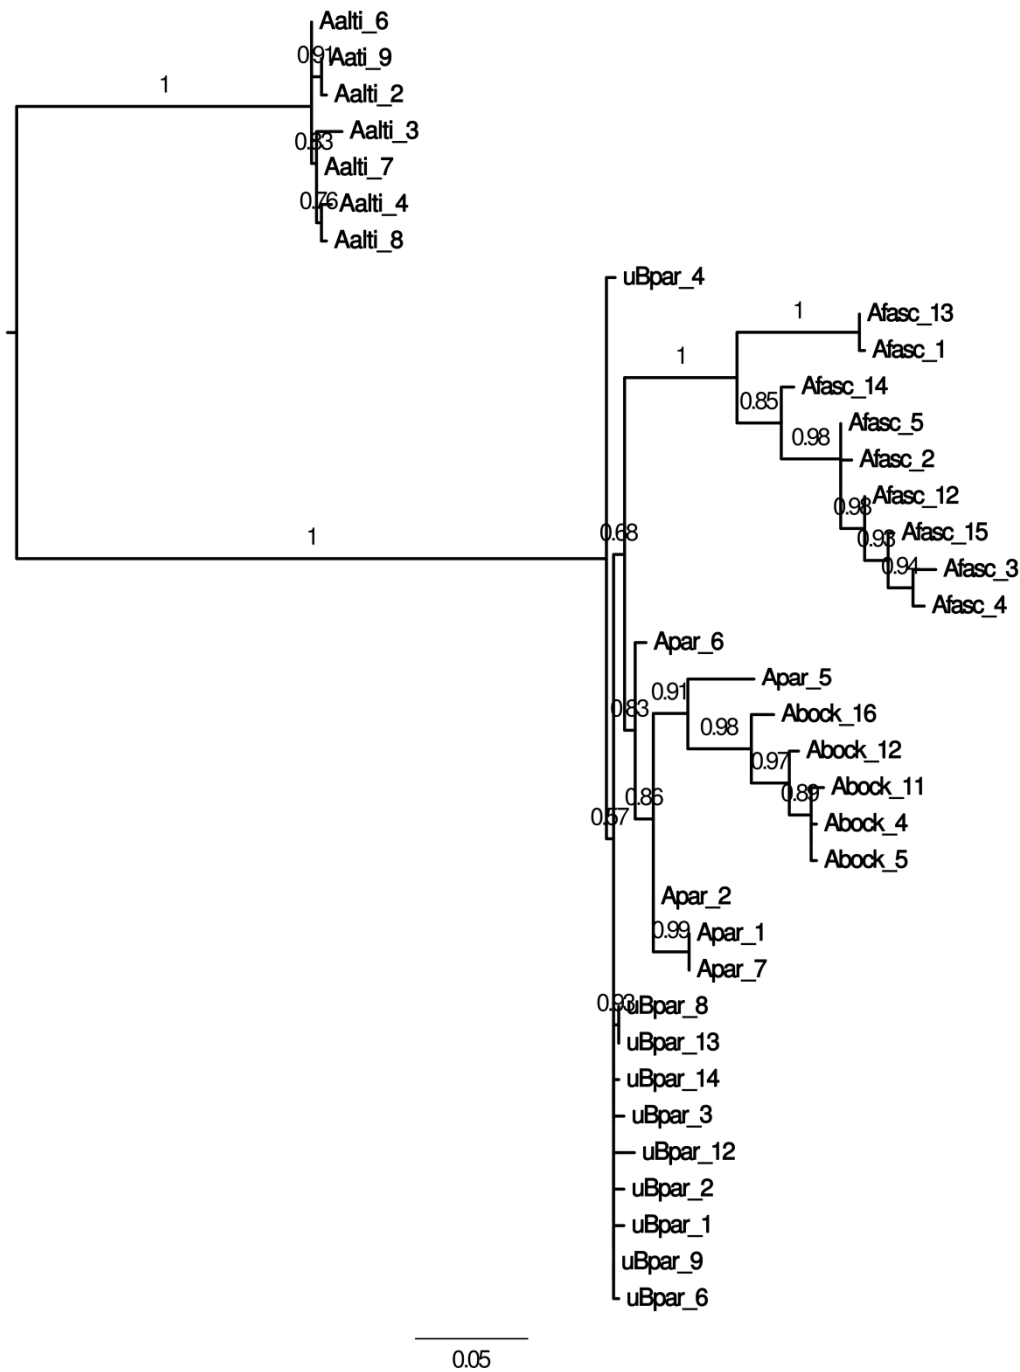 Aalti_6
0.91
Aati_9
1
Aalti_2
Aalti_3
0.83
Aalti_7
0.76
Aalti_4
Aalti_8
uBpar_4
1
Afasc_13
1
Afasc_1
Afasc_14
0.85
Afasc_5
0.98
Afasc_2
Afasc_12
0.98
Afasc_15
0.93
1
0.68
0.94
Afasc_3
Afasc_4
Apar_6
Apar_5
0.91
0.83
Abock_16
0.98
Abock_12
0.97
Abock_11
0.89
0.86
0.57
Abock_4
Abock_5
Apar_2
0.99
Apar_1
Apar_7
0.93
uBpar_8
uBpar_13
uBpar_14
uBpar_3
uBpar_12
uBpar_2
uBpar_1
uBpar_9
uBpar_6
0.05